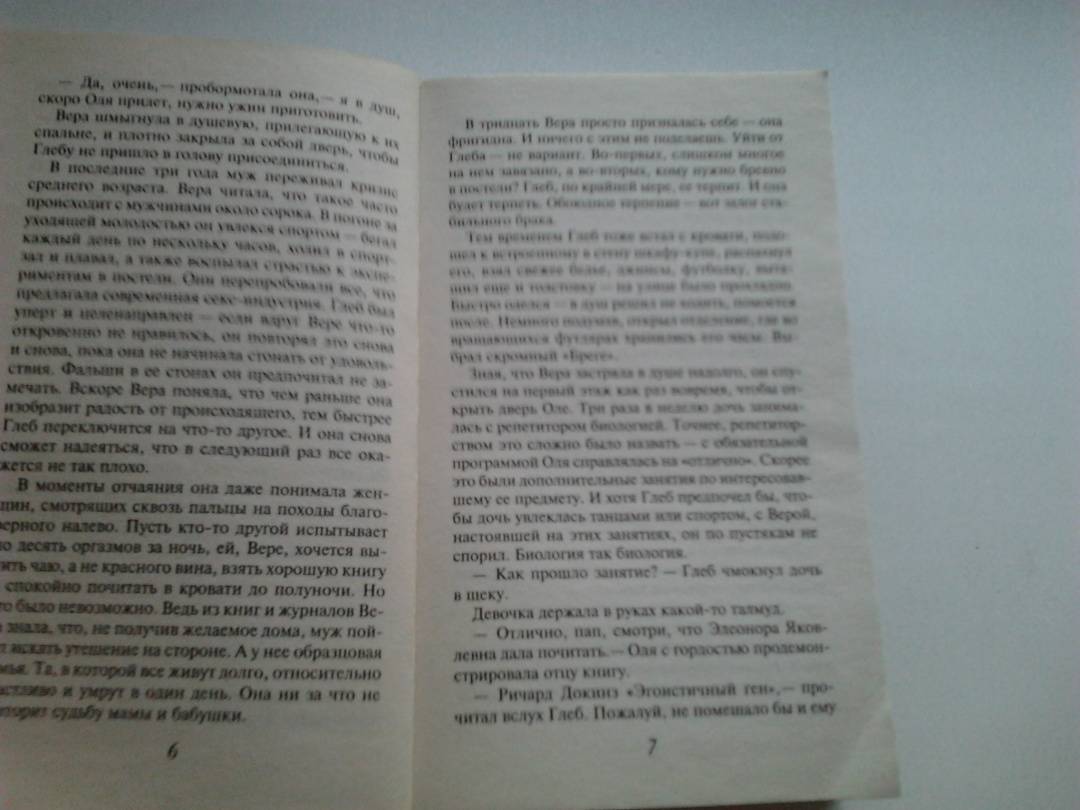 — Да, очень,— пробормотала она,— я в душ,
скоро Оля придет, нужно ужин приготовить.
Вера шмыгнула в душевую, прилегающую к их
спальне, и плотно закрыла за собой дверь, чтобы
Глебу не пришло в голову присоединиться.
В последние три года муж переживал кризис
среднего возраста. Вера читала, что такое часто
происходит с мужчинами около сорока. В погоне за
уходящей молодостью он увлекся спортом — бегал
каждый день по нескольку часов, ходил в спорт-
зал и плавал, а также воспылал страстью к экспе-
риментам в постели. Они перепробовали все, что
предлагала современная секс-индустрия. Глеб был
уперт и целенаправлен — если вдруг Вере что-то
откровенно не нравилось, он повторял это снова
и снова, пока она не начинала стонать от удоволь-
ствия. Фальши в ее стонах он предпочитал не за-
мечать. Вскоре Вера поняла, что чем раньше она
изобразит радость от происходящего, тем быстрее
Глеб переключится на что-то другое. И она снова
сможет надеяться, что в следующий раз все ока-
жется не так плохо.
В моменты отчаяния она даже понимала жен-
щин, смотрящих сквозь пальцы на походы благо-
верного налево. Пусть кто-то другой испытывает
по десять оргазмов за ночь, ей, Вере, хочется вы-
пить чаю, а не красного вина, взять хорошую книгу
спокойно почитать в кровати до полуночи. Но
то было невозможно. Ведь из книг и журналов Ве-
знала, что, не получив желаемое дома, муж пой-
т искать утешение на стороне. А у нее образцовая
мья. Та, в которой все живут долго, относительно
астливо и умрут в один день. Она ни за что не
вторит судьбу мамы и бабушки.
6
В тридцать Вера просто призналась себе — она
фригидна. И ничего с этим не поделаешь. Уйти от
Глеба — не вариант. Во-первых, слишком многое
на нем завязано, а во-вторых, кому нужно бревно
в постели? Глеб, по крайней мере, ее терпит. И она
будет терпеть. Обоюдное терпение — вот залог ста-
бильного брака.
Тем временем Глеб тоже встал с кровати, подо-
шел к встроенному в стену шкафу-купе, распахнул
его, взял свежее белье, джинсы, футболку, выта-
щил еще и толстовку — на улице было прохладно.
Быстро оделся — в душ решил не ходить, помоется
после. Немного подумав, открыл отделение, где во
вращающихся футлярах хранились его часы. Вы-
брал скромный «Бреге».
Зная, что Вера застряла в душе надолго, он спу-
стился на первый этаж как раз вовремя, чтобы от-
крыть дверь Оле. Три раза в неделю дочь занима-
лась с репетитором биологией. Точнее, репетитор-
ством это сложно было назвать — с обязательной
программой Оля справлялась на «отлично». Скорее
это были дополнительные занятия по интересовав-
шему ее предмету. И хотя Глеб предпочел бы, что-
бы дочь увлеклась танцами или спортом, с Верой,
настоявшей на этих занятиях, он по пустякам не
спорил. Биология так биология.
— Как прошло занятие? — Глеб чмокнул дочь
в щеку.
Девочка держала в руках какой-то талмуд.
— Отлично, пап, смотри, что Элеонора Яков-
левна дала почитать.— Оля с гордостью продемон-
стрировала отцу книгу.
— Ричард Докинз «Эгоистичный ген»,— про-
читал вслух Глеб. Пожалуй, не помешало бы и ему
7